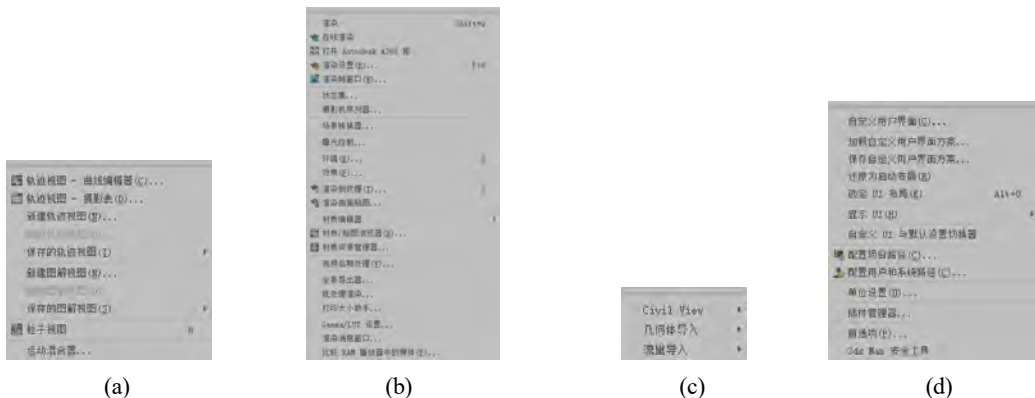 轨迹视图 - 曲线编辑器(C)...
轨迹视图 - 摄影表(D)...
新建轨迹视图(N)...
保存的轨迹视图(I)
新建图解视图(N)...
保存的图解视图(S)
粒子视图
运动混合器...
(a)
渲染 Shift+Q
在线渲染
打开 Autodesk A360 库
渲染设置(R)... F10
渲染帧窗口(W)...
状态集...
摄影机序列器...
场景转换器...
曝光控制...
环境(E)...
效果(E)...
渲染到纹理(T)...
渲染曲面贴图...
材质编辑器
材质/贴图浏览器(B)...
材质资源管理器...
视频后期处理(V)...
全景导出器...
批处理渲染...
打印大小助手...
Gamma/LUT 设置...
渲染消息窗口...
比较 RAM 播放器中的媒体(P)...
(b)
Civil View
几何体导入
流量导入
(c)
自定义用户界面(C)...
加载自定义用户界面方案...
保存自定义用户界面方案...
还原为启动布局(R)
锁定 UI 布局(K) Alt+0
显示 UI(H)
自定义 UI 与默认设置切换器
配置项目路径(C)...
配置用户和系统路径(C)...
单位设置(U)...
插件管理器...
首选项(P)...
3ds Max 安全工具
(d)